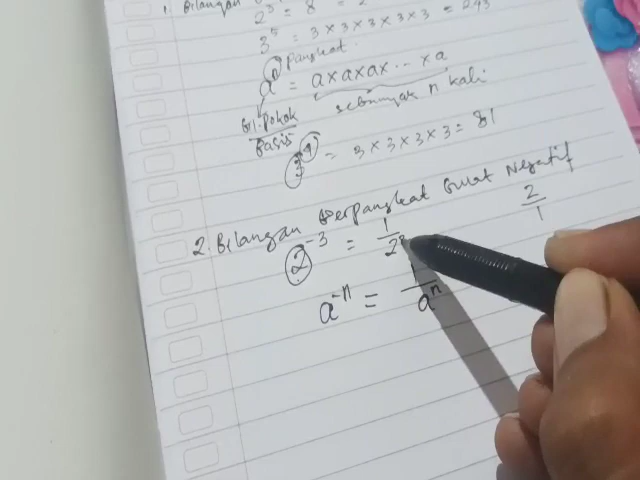 1. Bilangan
2³ = 8 = 2
3⁵ = 3 × 3 × 3 × 3 × 3 = 243
pangkat
aⁿ = a × a × a × ... × a
sebanyak n kali
Bil. Pokok
Basis
3⁴ = 3 × 3 × 3 × 3 = 81
2. Bilangan Berpangkat Bulat Negatif
2⁻³ = 1/2³
2/1
a⁻ⁿ = 1/aⁿ